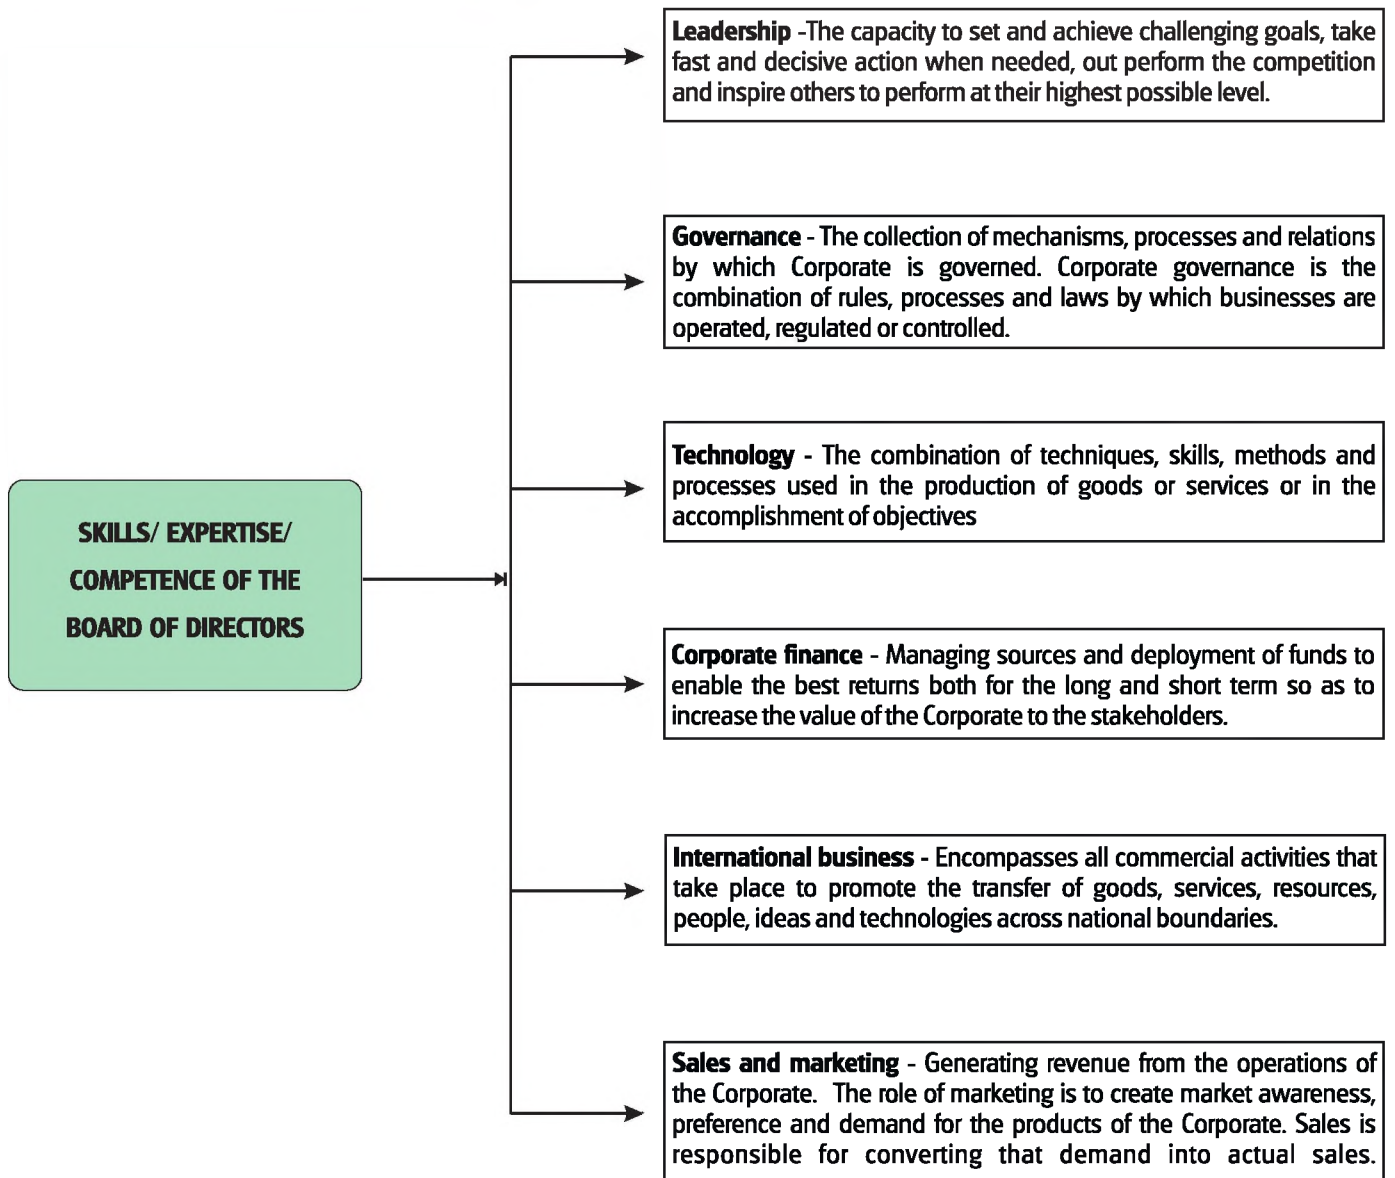 Leadership -The capacity to set and achieve challenging goals, take
fast and decisive action when needed, out perform the competition
and inspire others to perform at their highest possible level.
Governance - The collection of mechanisms, processes and relations
by which Corporate is governed. Corporate governance is the
combination of rules, processes and laws by which businesses are
operated, regulated or controlled.
Technology - The combination of techniques, skills, methods and
processes used in the production of goods or services or in the
accomplishment of objectives
SKILLS/ EXPERTISE/
COMPETENCE OF THE
BOARD OF DIRECTORS
Corporate finance - Managing sources and deployment of funds to
enable the best returns both for the long and short term so as to
increase the value of the Corporate to the stakeholders.
International business - Encompasses all commercial activities that
take place to promote the transfer of goods, services, resources,
people, ideas and technologies across national boundaries.
Sales and marketing - Generating revenue from the operations of
the Corporate. The role of marketing is to create market awareness,
preference and demand for the products of the Corporate. Sales is
responsible for converting that demand into actual sales.